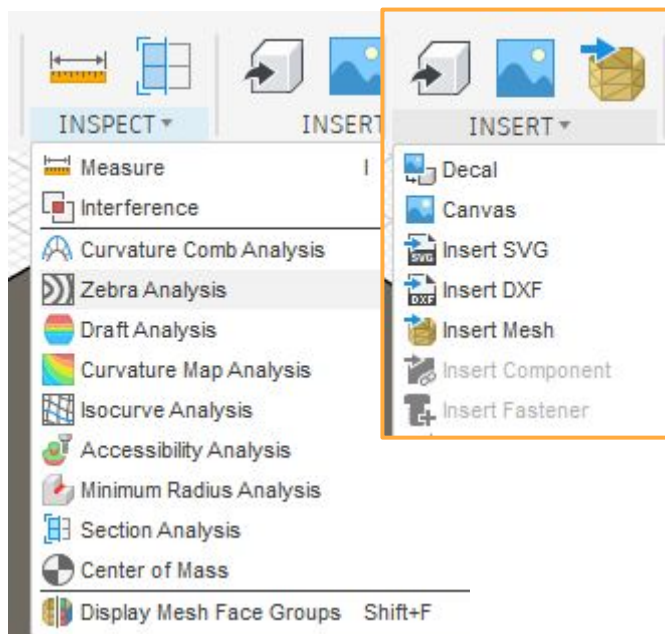 INSPECT
INSERT
Measure I
Interference
Curvature Comb Analysis
Zebra Analysis
Draft Analysis
Curvature Map Analysis
Isocurve Analysis
Accessibility Analysis
Minimum Radius Analysis
Section Analysis
Center of Mass
Display Mesh Face Groups Shift+F
INSERT
Decal
Canvas
SVG Insert SVG
DXF Insert DXF
Insert Mesh
Insert Component
Insert Fastener